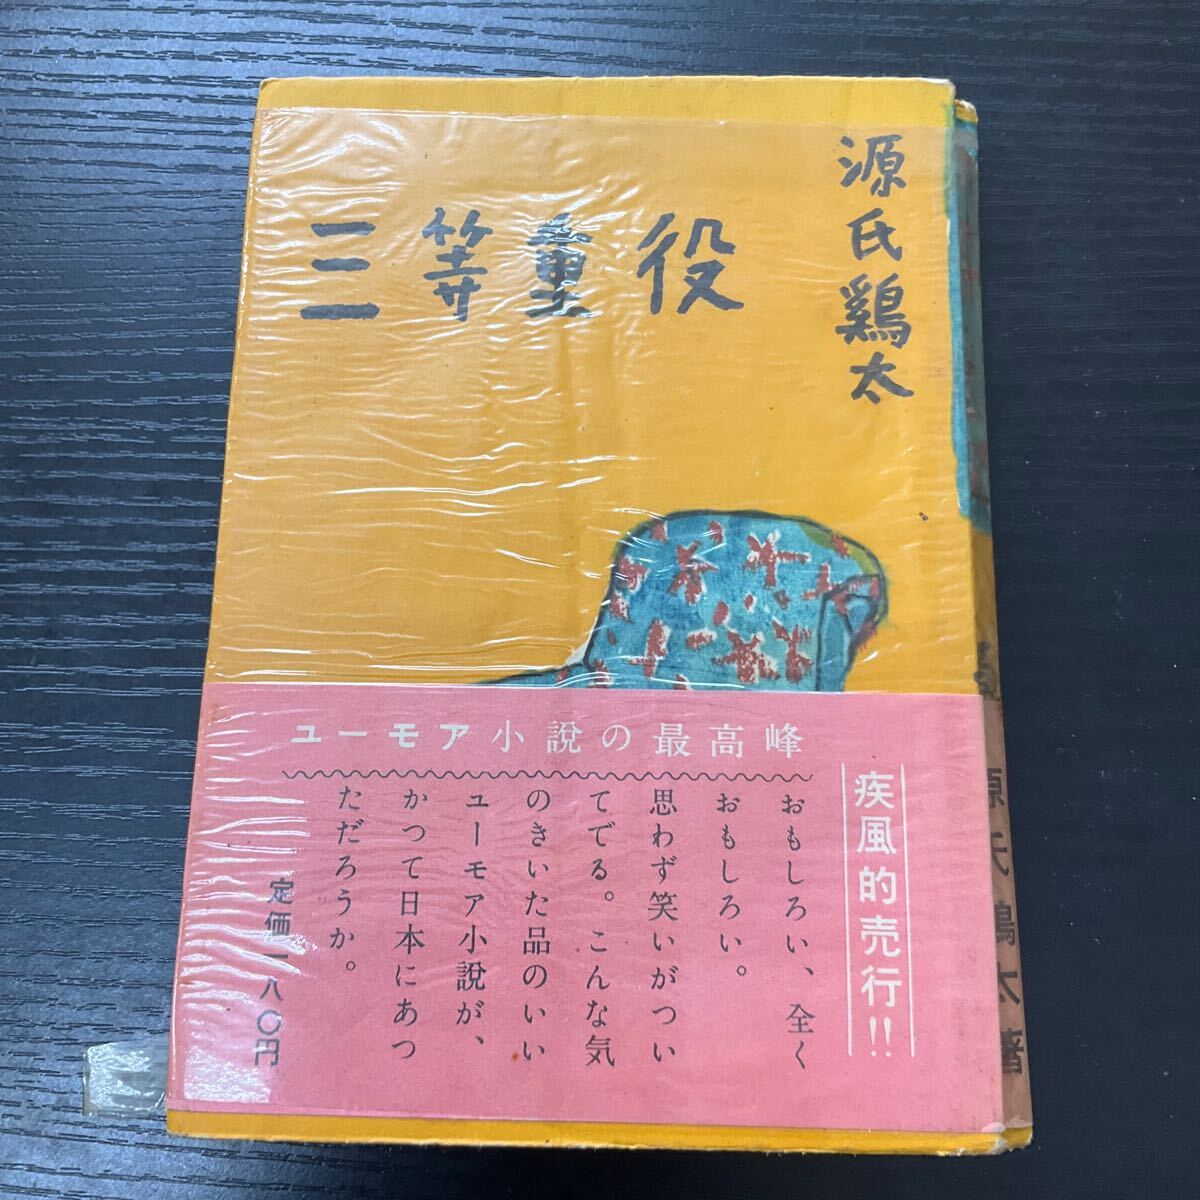 三等重役
源氏鶏太
ユーモア小説の最高峰
疾風的売行!!
おもしろい、全く
おもしろい。
思わず笑いがつい
てでる。こんな気
のきいた品のいい
ユーモア小説が、
かつて日本にあつ
ただろうか。
定価一八〇円
源氏鶏太著